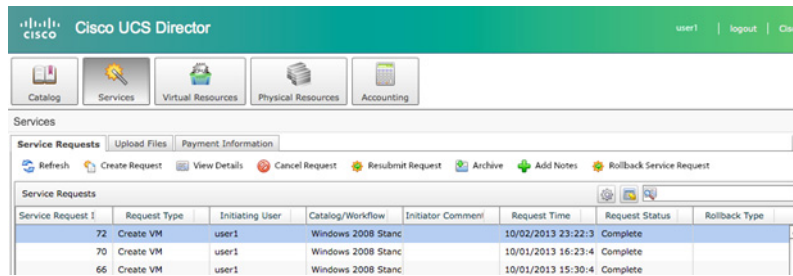 cisco Cisco UCS Director user1 | logout | Cis
Catalog Services Virtual Resources Physical Resources Accounting
Services
Service Requests Upload Files Payment Information
Refresh Create Request View Details Cancel Request Resubmit Request Archive Add Notes Rollback Service Request
Service Requests
Service Request I Request Type Initiating User Catalog/Workflow Initiator Comment Request Time Request Status Rollback Type
72 Create VM user1 Windows 2008 Stanc 10/02/2013 23:22:3 Complete
70 Create VM user1 Windows 2008 Stanc 10/01/2013 16:23:4 Complete
66 Create VM user1 Windows 2008 Stanc 10/01/2013 15:30:4 Complete